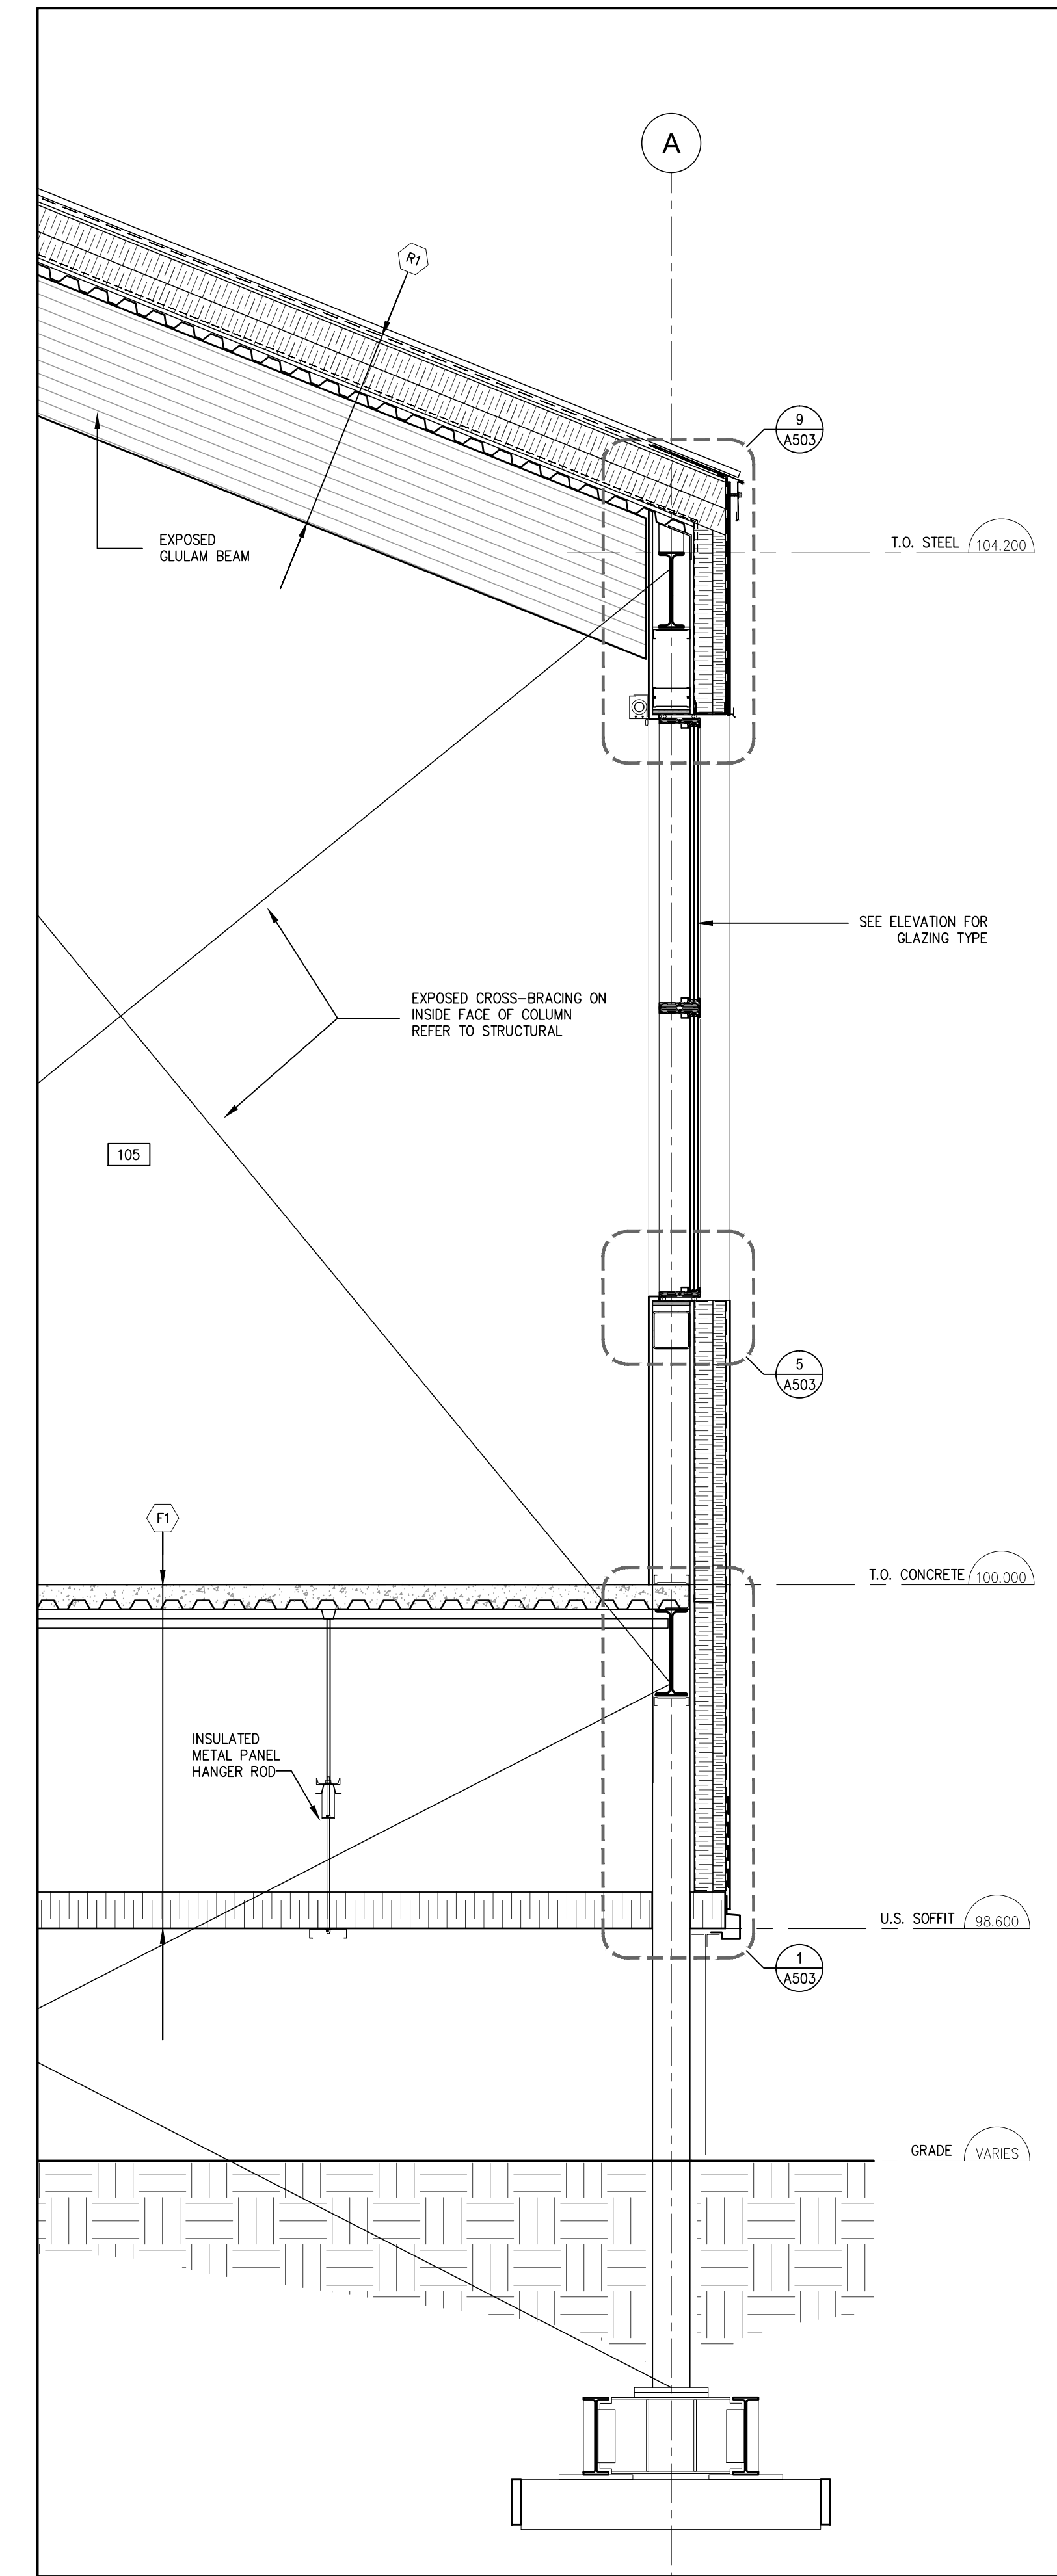 A
R1
9
A503
T.O. STEEL 104.200
EXPOSED
GLULAM BEAM
SEE ELEVATION FOR
GLAZING TYPE
EXPOSED CROSS-BRACING ON
INSIDE FACE OF COLUMN
REFER TO STRUCTURAL
105
5
A503
F1
T.O. CONCRETE 100.000
INSULATED
METAL PANEL
HANGER ROD
U.S. SOFFIT 98.600
1
A503
GRADE VARIES